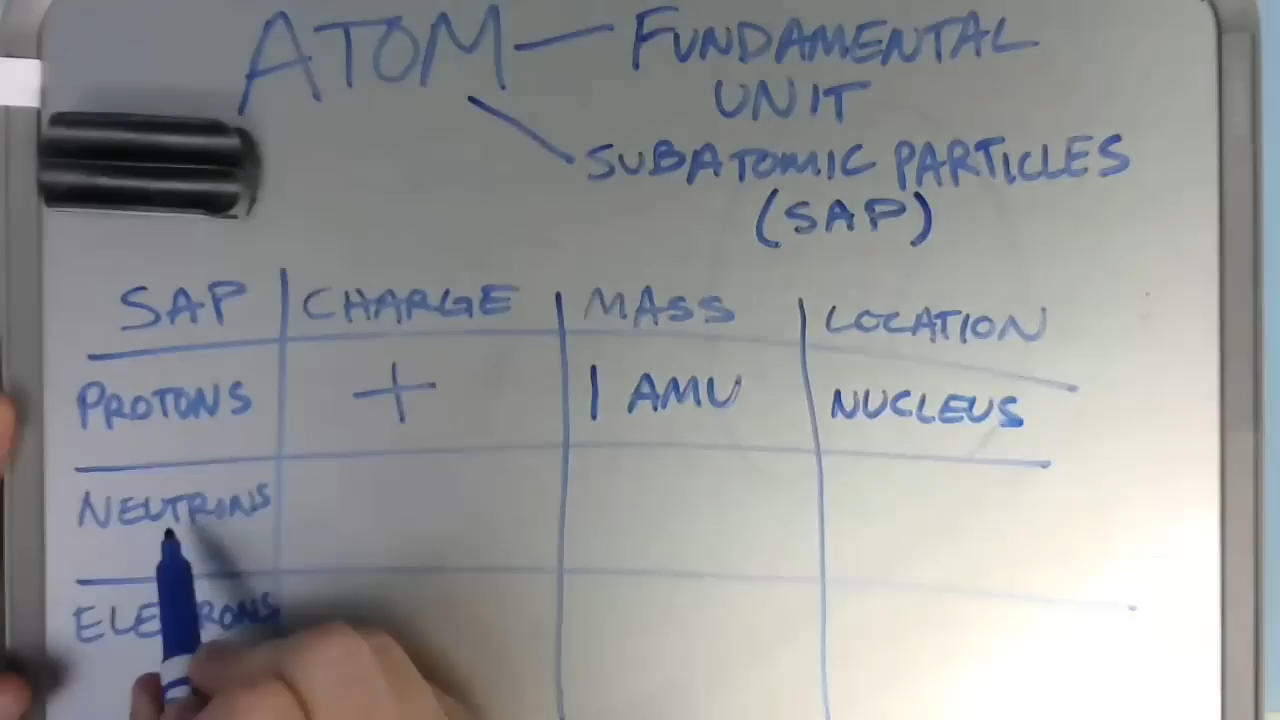 ATOM — FUNDAMENTAL
UNIT
SUBATOMIC PARTICLES
(SAP)
SAP CHARGE MASS LOCATION
PROTONS + 1 AMU NUCLEUS
NEUTRONS